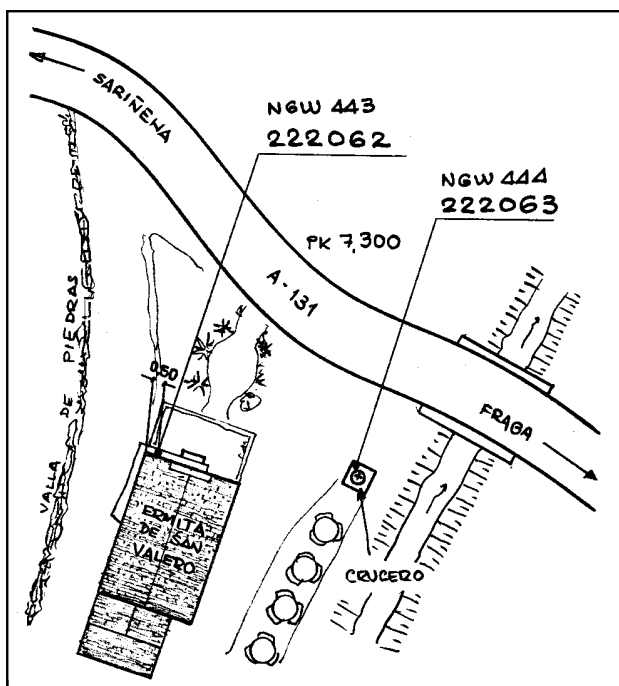 SARIÑENA
NGW 443
222062
NGW 444
222063
PK 7,300
A-131
VALLA DE PIEDRAS
0,50
FRAGA
ERMITA
DE SAN
VALERO
CRUCERO